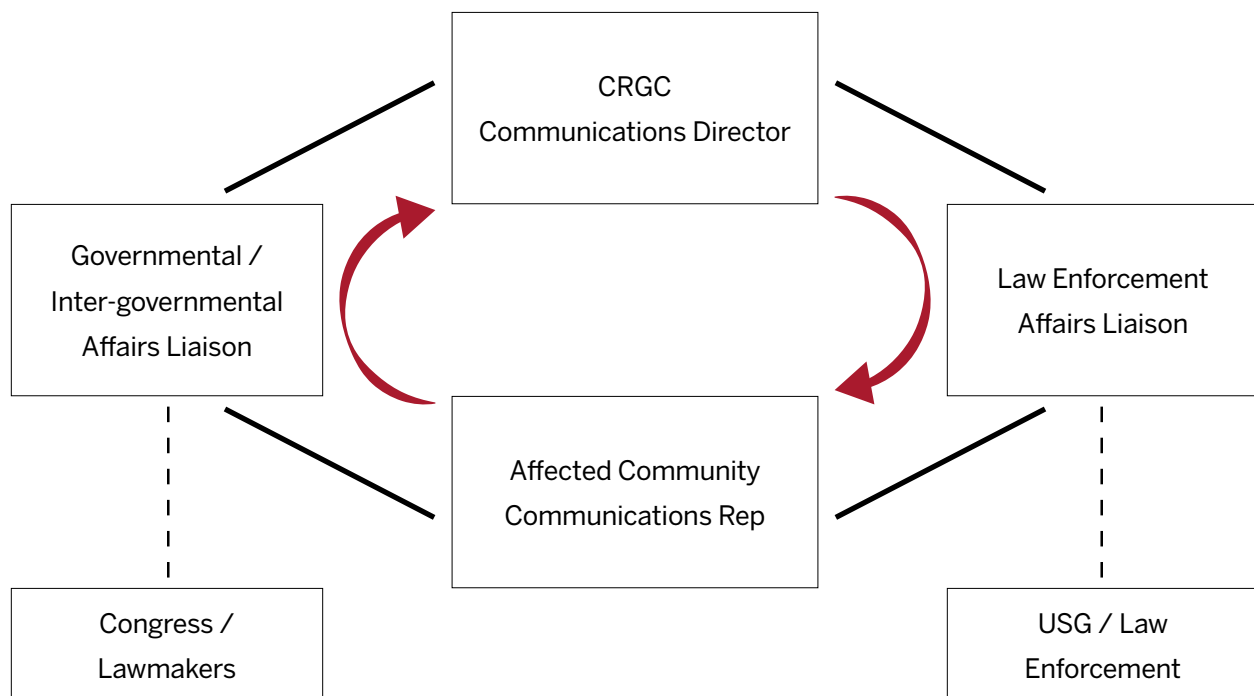 CRGC
Communications Director
Governmental /
Inter-governmental
Affairs Liaison
Law Enforcement
Affairs Liaison
Affected Community
Communications Rep
Congress /
Lawmakers
USG / Law
Enforcement